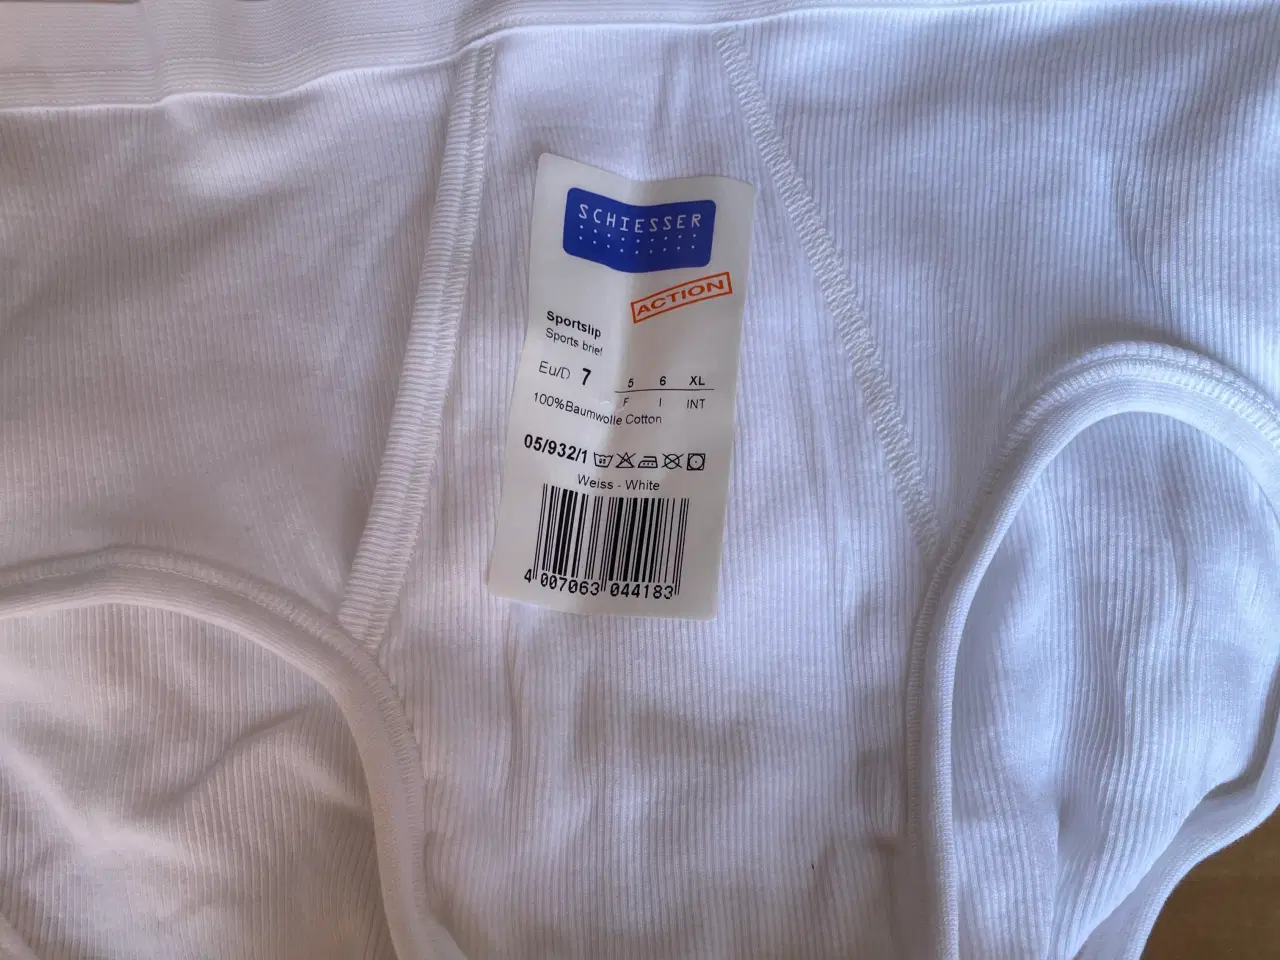 SCHIESSER
ACTION
Sportslip
Sports brief
Eu/D 7 5 6 XL
F I INT
100%Baumwolle Cotton
05/932/1
Weiss - White
4 007063 044183